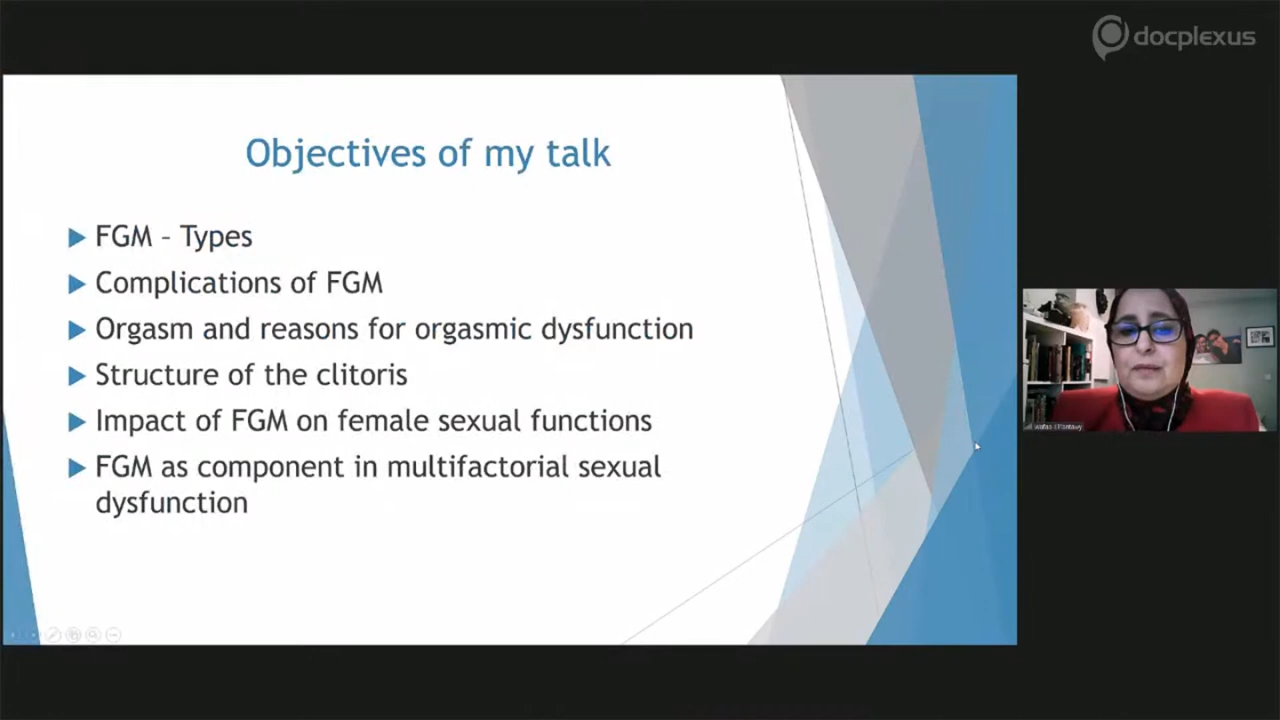 docplexus
Objectives of my talk
FGM – Types
Complications of FGM
Orgasm and reasons for orgasmic dysfunction
Structure of the clitoris
Impact of FGM on female sexual functions
FGM as component in multifactorial sexual
dysfunction